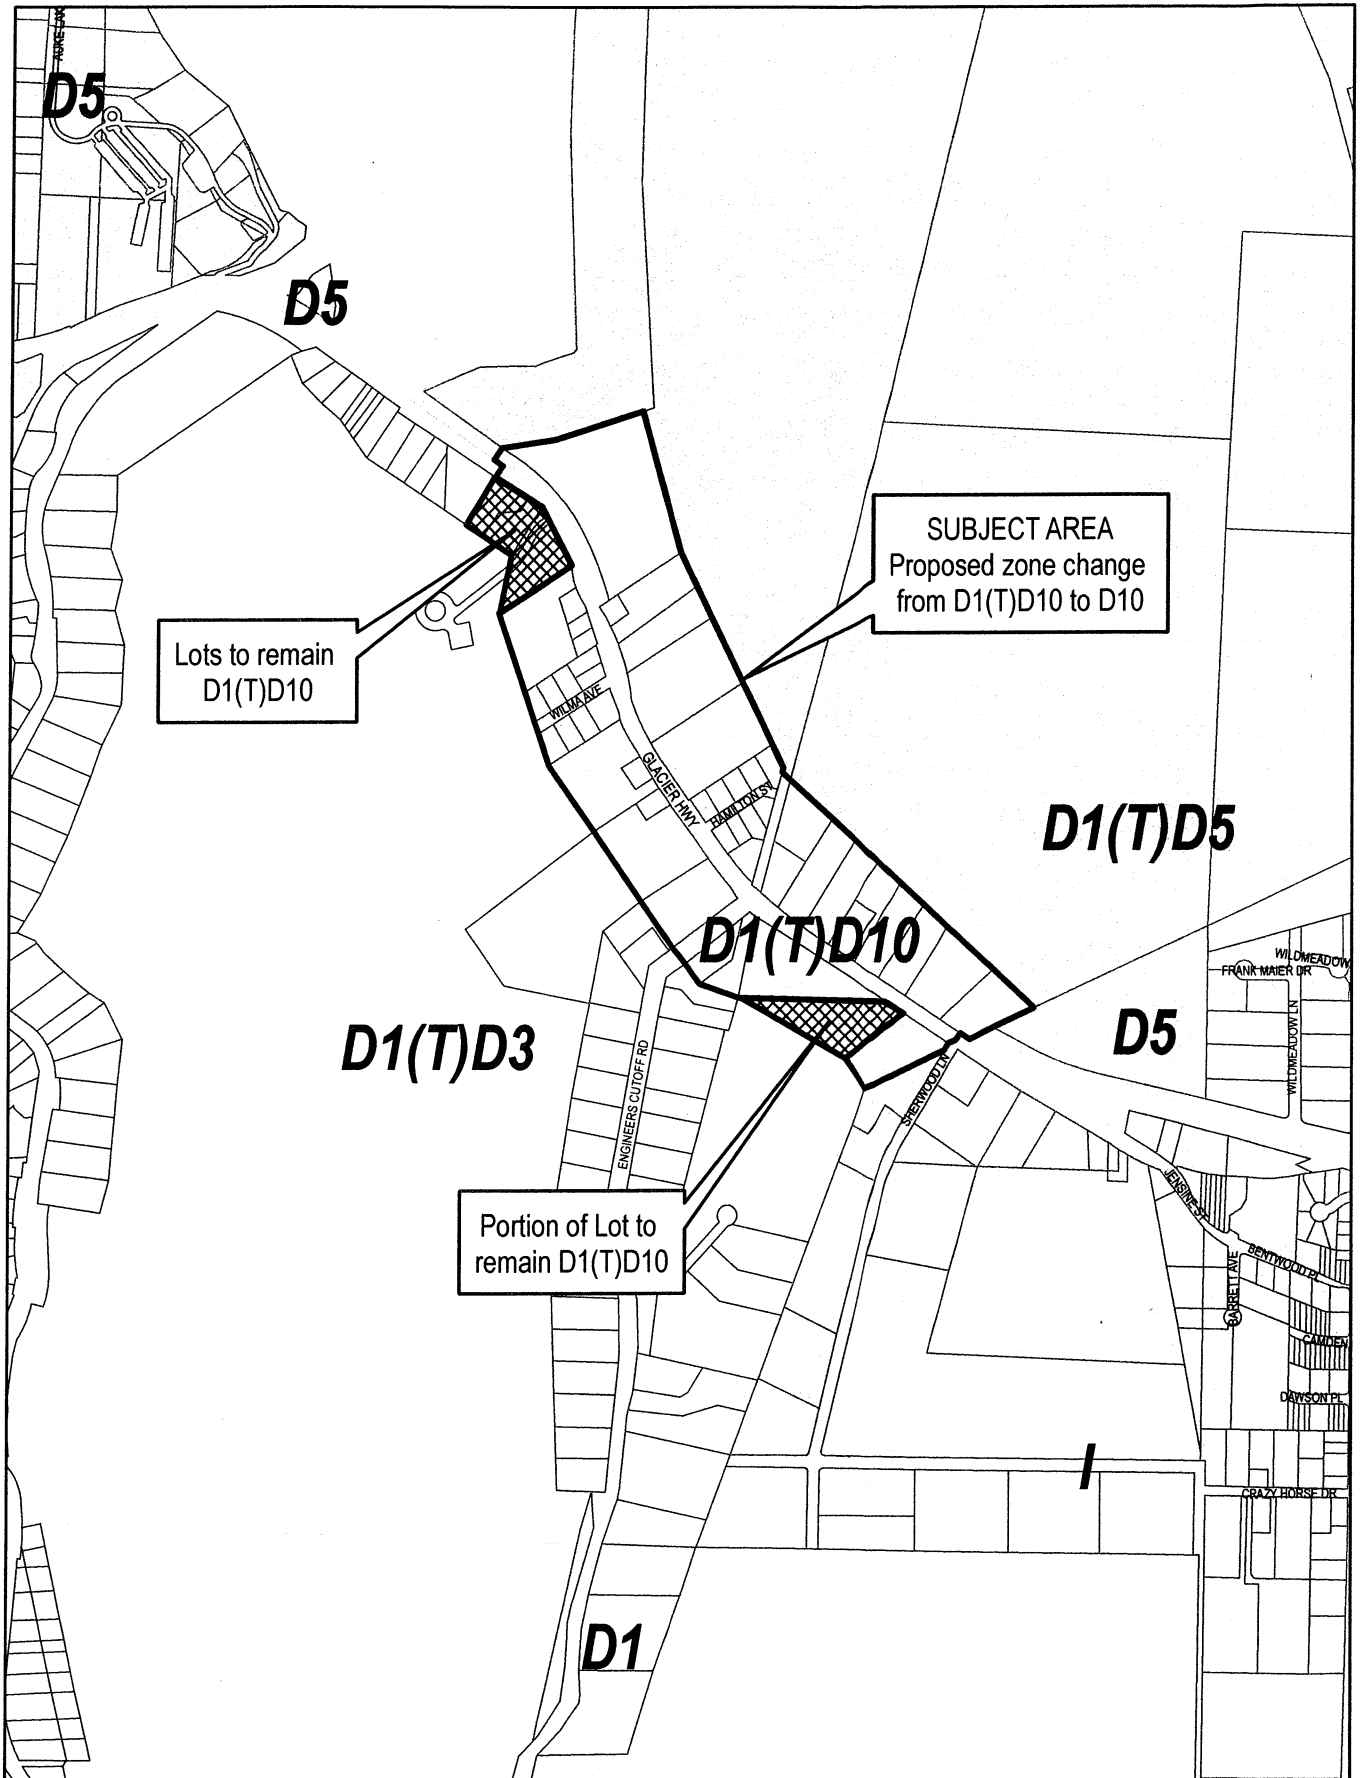 AUKE LAK
D5
D5
SUBJECT AREA
Proposed zone change
from D1(T)D10 to D10
Lots to remain
D1(T)D10
WILMA AVE
GLACIER HWY
HAMILTON ST
D1(T)D5
D1(T)D10
WILDMEADOW
FRANK MAIER DR
WILDMEADOW LN
D5
D1(T)D3
ENGINEERS CUTOFF RD
SHERWOOD LN
Portion of Lot to
remain D1(T)D10
JENSINE ST
BENTWOOD PL
BARRETT AVE
CAMDEN
DAWSON PL
I
CRAZY HORSE DR
D1